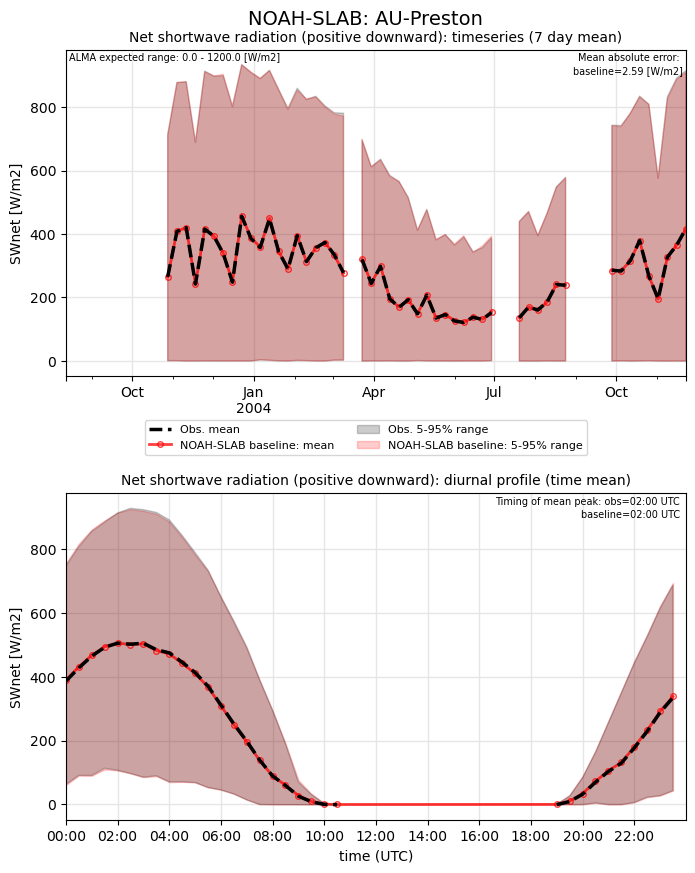 NOAH-SLAB: AU-Preston
Net shortwave radiation (positive downward): timeseries (7 day mean)
ALMA expected range: 0.0 - 1200.0 [W/m2]
Mean absolute error:
baseline=2.59 [W/m2]
SWnet [W/m2]
800
600
400
200
0
Oct
Jan
2004
Apr
Jul
Oct
Obs. mean
NOAH-SLAB baseline: mean
Obs. 5-95% range
NOAH-SLAB baseline: 5-95% range
Net shortwave radiation (positive downward): diurnal profile (time mean)
Timing of mean peak: obs=02:00 UTC
baseline=02:00 UTC
SWnet [W/m2]
800
600
400
200
0
00:00
02:00
04:00
06:00
08:00
10:00
12:00
14:00
16:00
18:00
20:00
22:00
time (UTC)